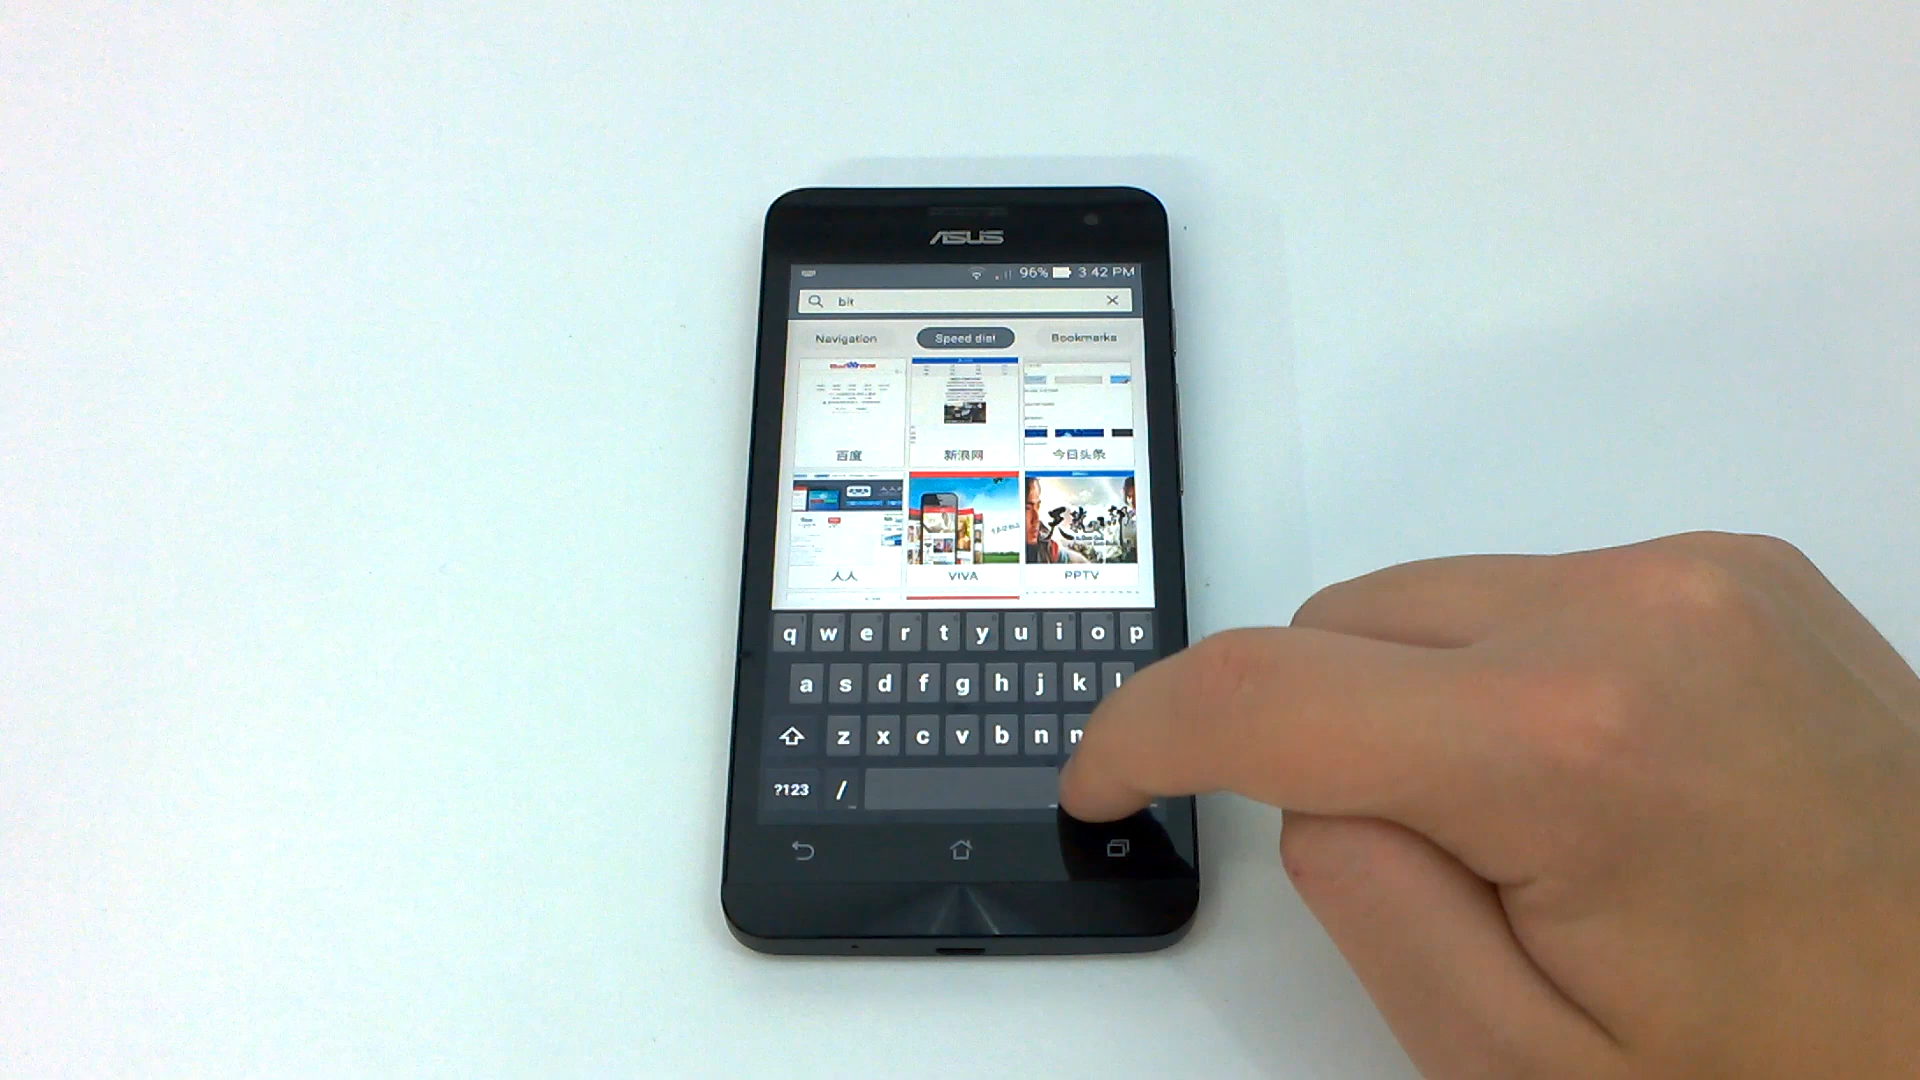 ASUS
96% 3:42 PM
bit
Navigation Speed dial Bookmarks
百度 新浪网 今日头条
人人 VIVA PPTV
q w e r t y u i o p
a s d f g h j k
z x c v b n
?123 /